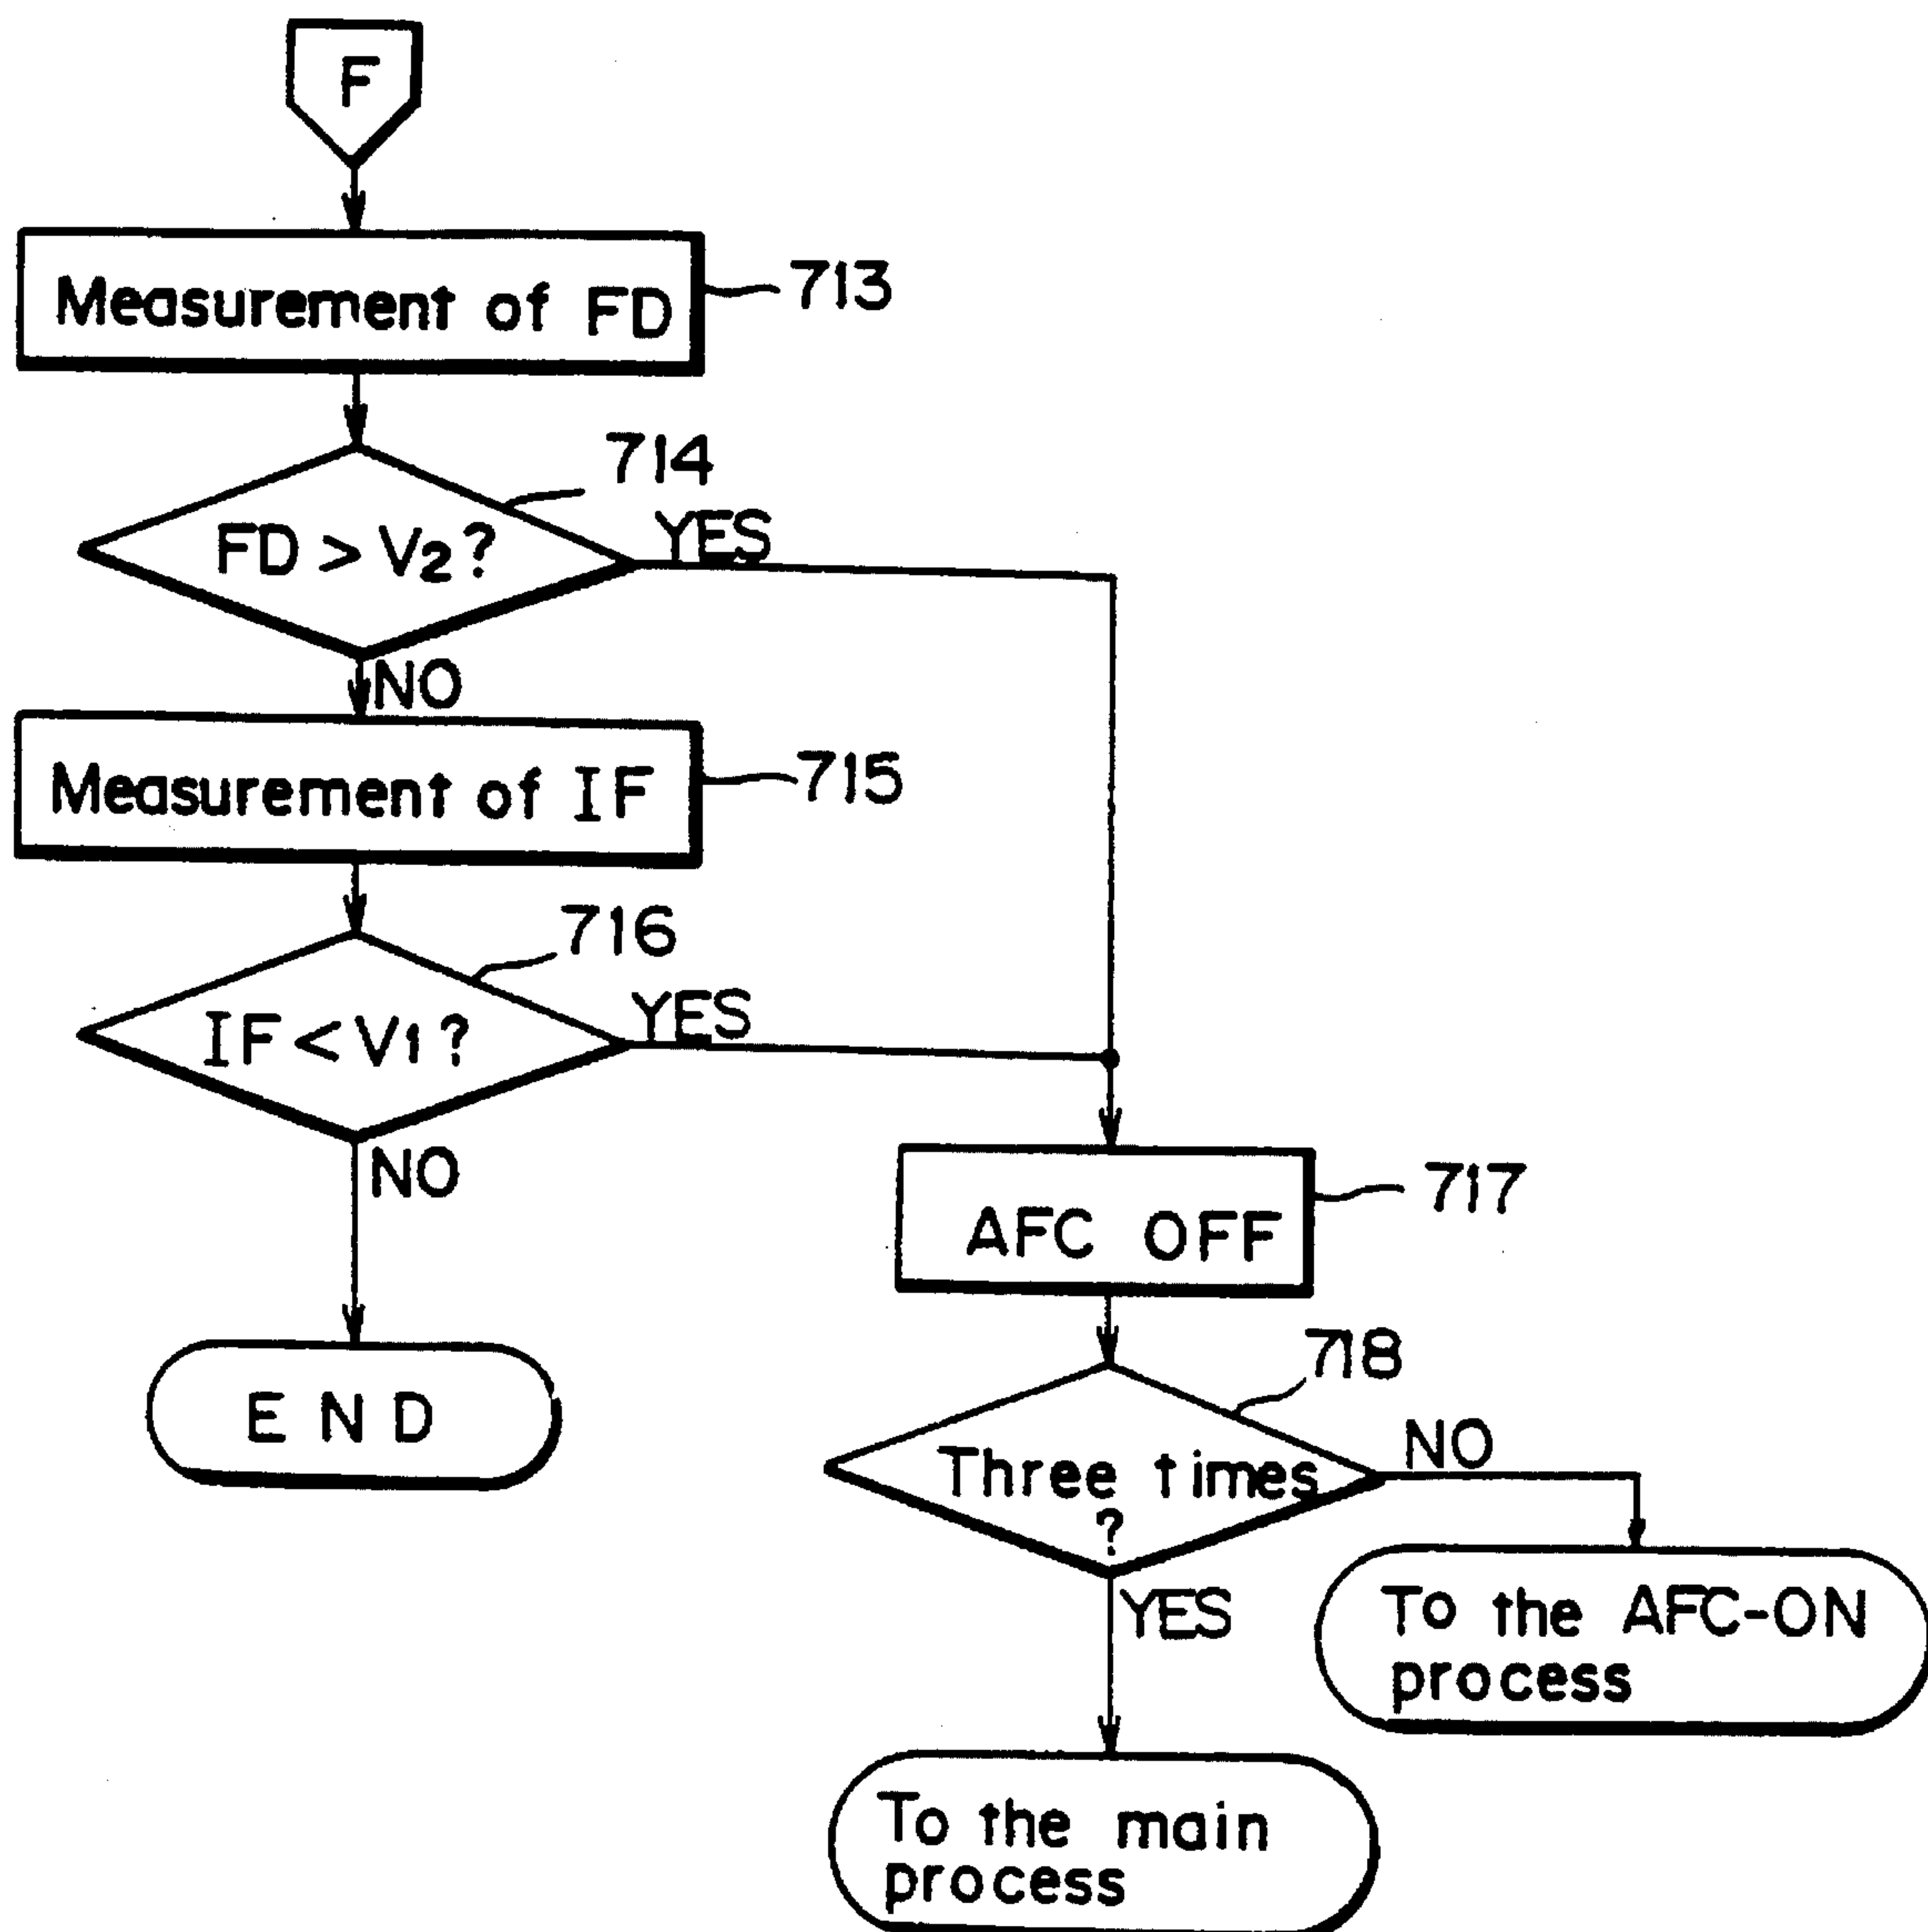 F
Measurement of FD
713
714
FD > V2?
YES
NO
Measurement of IF
715
716
IF < V1?
YES
NO
END
AFC OFF
717
718
Three times
?
NO
YES
To the AFC-ON
process
To the main
process